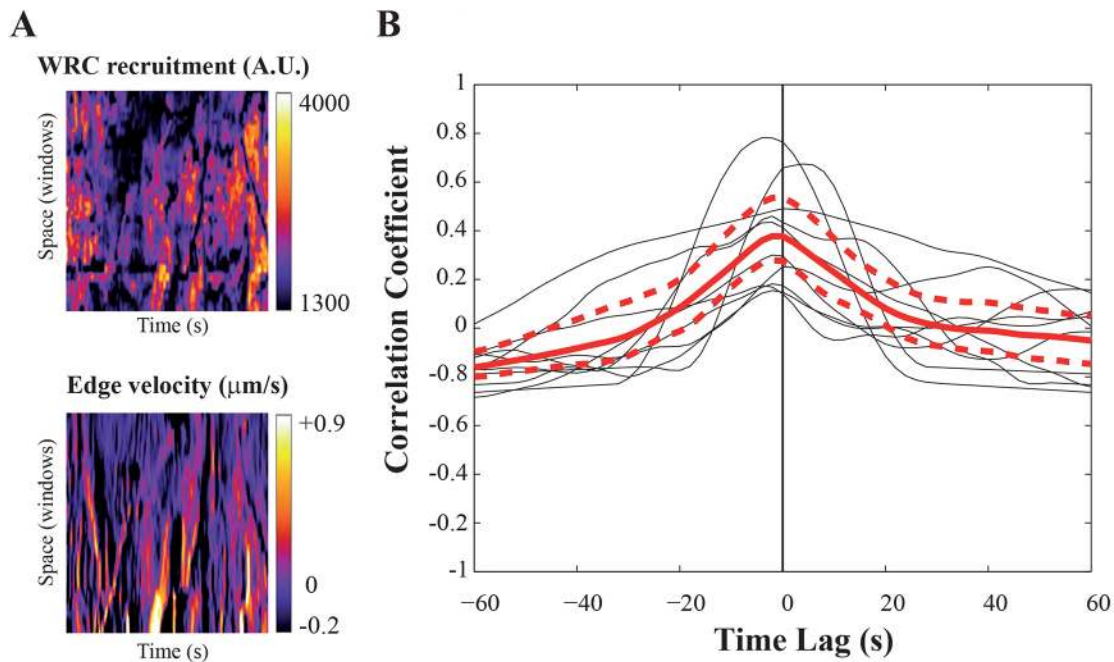 A
WRC recruitment (A.U.)
Space (windows)
4000
1300
Time (s)
Edge velocity (μm/s)
Space (windows)
+0.9
0
-0.2
Time (s)
B
Correlation Coefficient
1
0.8
0.6
0.4
0.2
0
-0.8
-0.6
-0.4
-0.2
-1
−60
−40
−20
0
20
40
60
Time Lag (s)